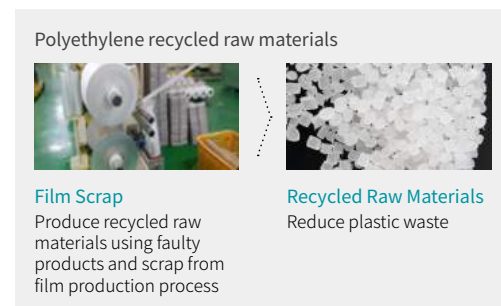 Polyethylene recycled raw materials
Film Scrap
Produce recycled raw
materials using faulty
products and scrap from
film production process
Recycled Raw Materials
Reduce plastic waste